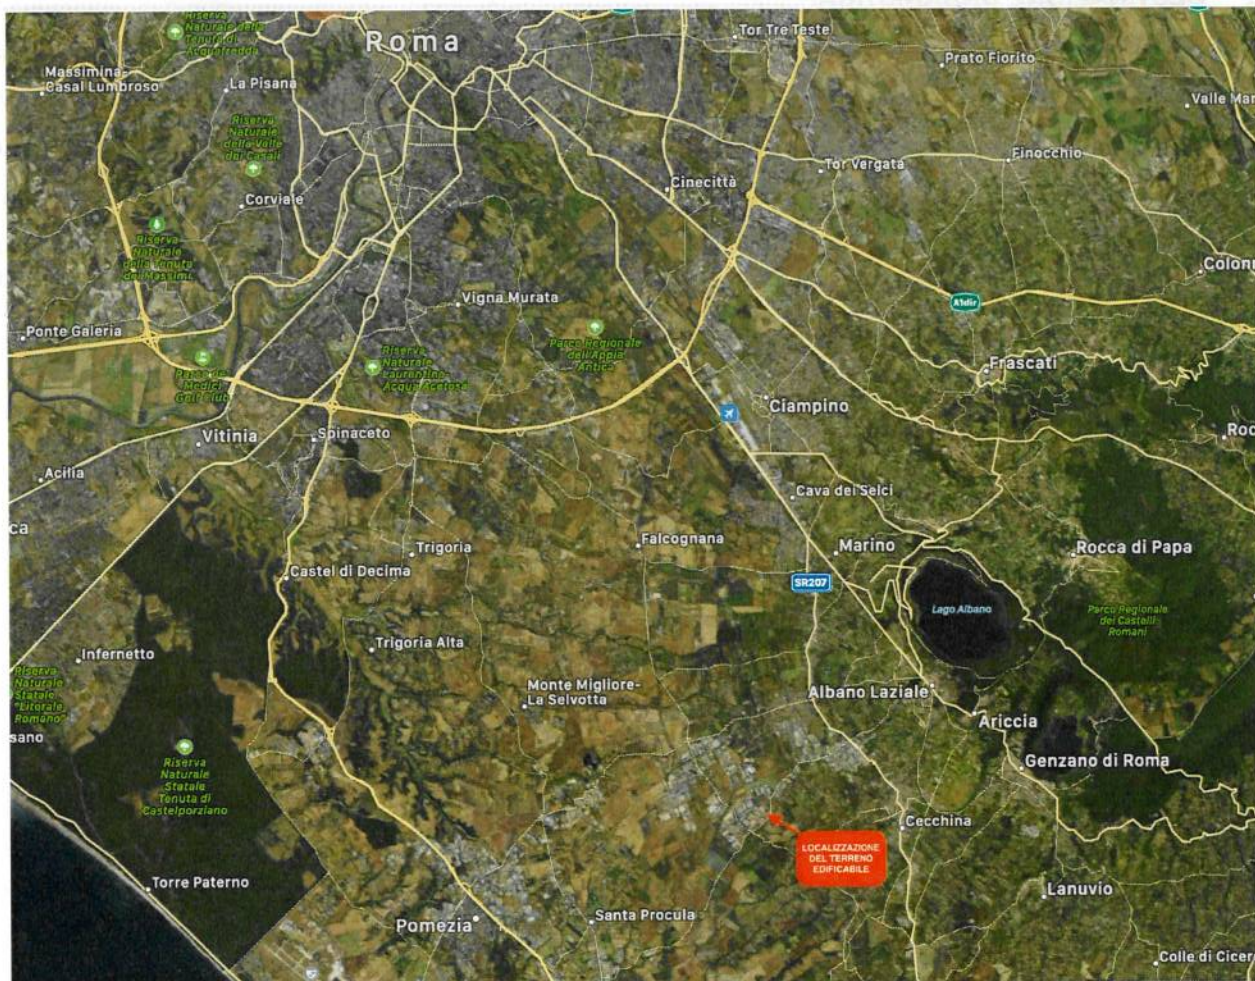 Riserva
Naturale della
Tenuta di
Acquafredda
Roma
Tor Tre Teste
Prato Fiorito
Massimina-
Casal Lumbroso
La Pisana
Valle Mar
Riserva
Naturale
della Valle
dei Casali
Finocchio
Tor Vergata
Cinecittà
Corviale
Riserva
Naturale
della Tenuta
dei Massimi
Colonn
A1dir
Vigna Murata
Ponte Galeria
Parco Regionale
dell'Appia
Antica
Riserva
Naturale
Laurentino-
Acqua Acetosa
Parco de
Medici
Golf Club
Frascati
Ciampino
Vitinia
Spinaceto
Roc
Acilia
Cava dei Selci
ca
Falcognana
Marino
Trigoria
Rocca di Papa
Castel di Decima
SR207
Lago Albano
Parco Regionale
dei Castelli
Romani
Trigoria Alta
Infernetto
Riserva
Naturale
Statale
"Litorale
Romano"
Monte Migliore-
La Selvotta
Albano Laziale
Ariccia
sano
Riserva
Naturale
Statale
Tenuta di
Castelporziano
Genzano di Roma
Cecchina
LOCALIZZAZIONE
DEL TERRENO
EDIFICABILE
Torre Paterno
Lanuvio
Santa Procula
Pomezia
Colle di Cicer